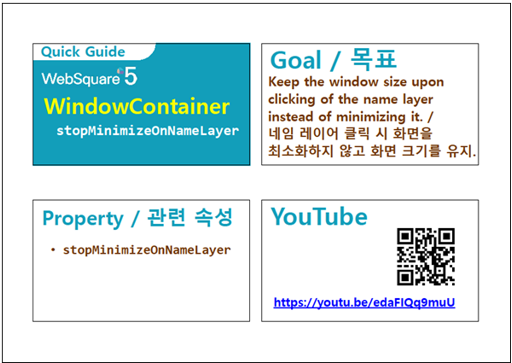 Quick Guide
WebSquare 5
WindowContainer
stopMinimizeOnNameLayer
Goal / 목표
Keep the window size upon
clicking of the name layer
instead of minimizing it. /
네임 레이어 클릭 시 화면을
최소화하지 않고 화면 크기를 유지.
Property / 관련 속성
• stopMinimizeOnNameLayer
YouTube
https://youtu.be/edaFIQq9muU